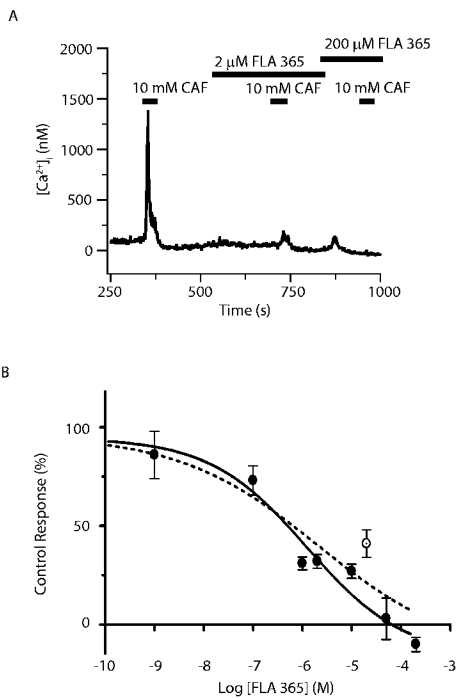 A
200 μM FLA 365
2 μM FLA 365
10 mM CAF
10 mM CAF
10 mM CAF
2000
1500
1000
500
0
[Ca²⁺]ᵢ (nM)
250
500
750
1000
Time (s)
B
100
50
0
Control Response (%)
-10
-9
-8
-7
-6
-5
-4
-3
Log [FLA 365] (M)